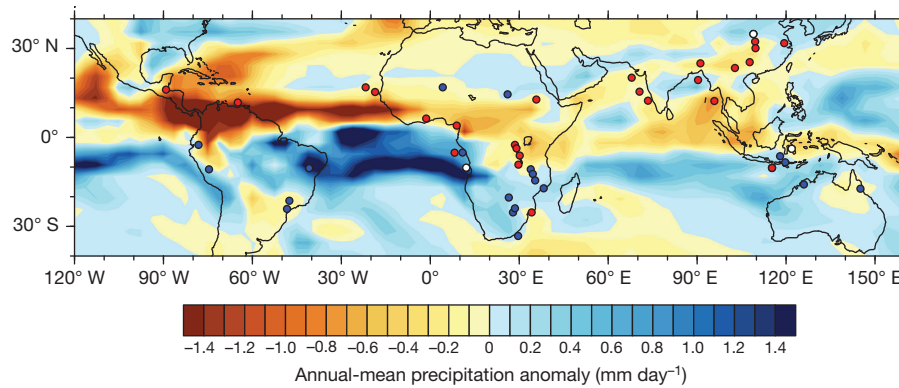 30° N
0°
30° S
120° W 90° W 60° W 30° W 0° 30° E 60° E 90° E 120° E 150° E
−1.4 −1.2 −1.0 −0.8 −0.6 −0.4 −0.2 0 0.2 0.4 0.6 0.8 1.0 1.2 1.4
Annual-mean precipitation anomaly (mm day⁻¹)